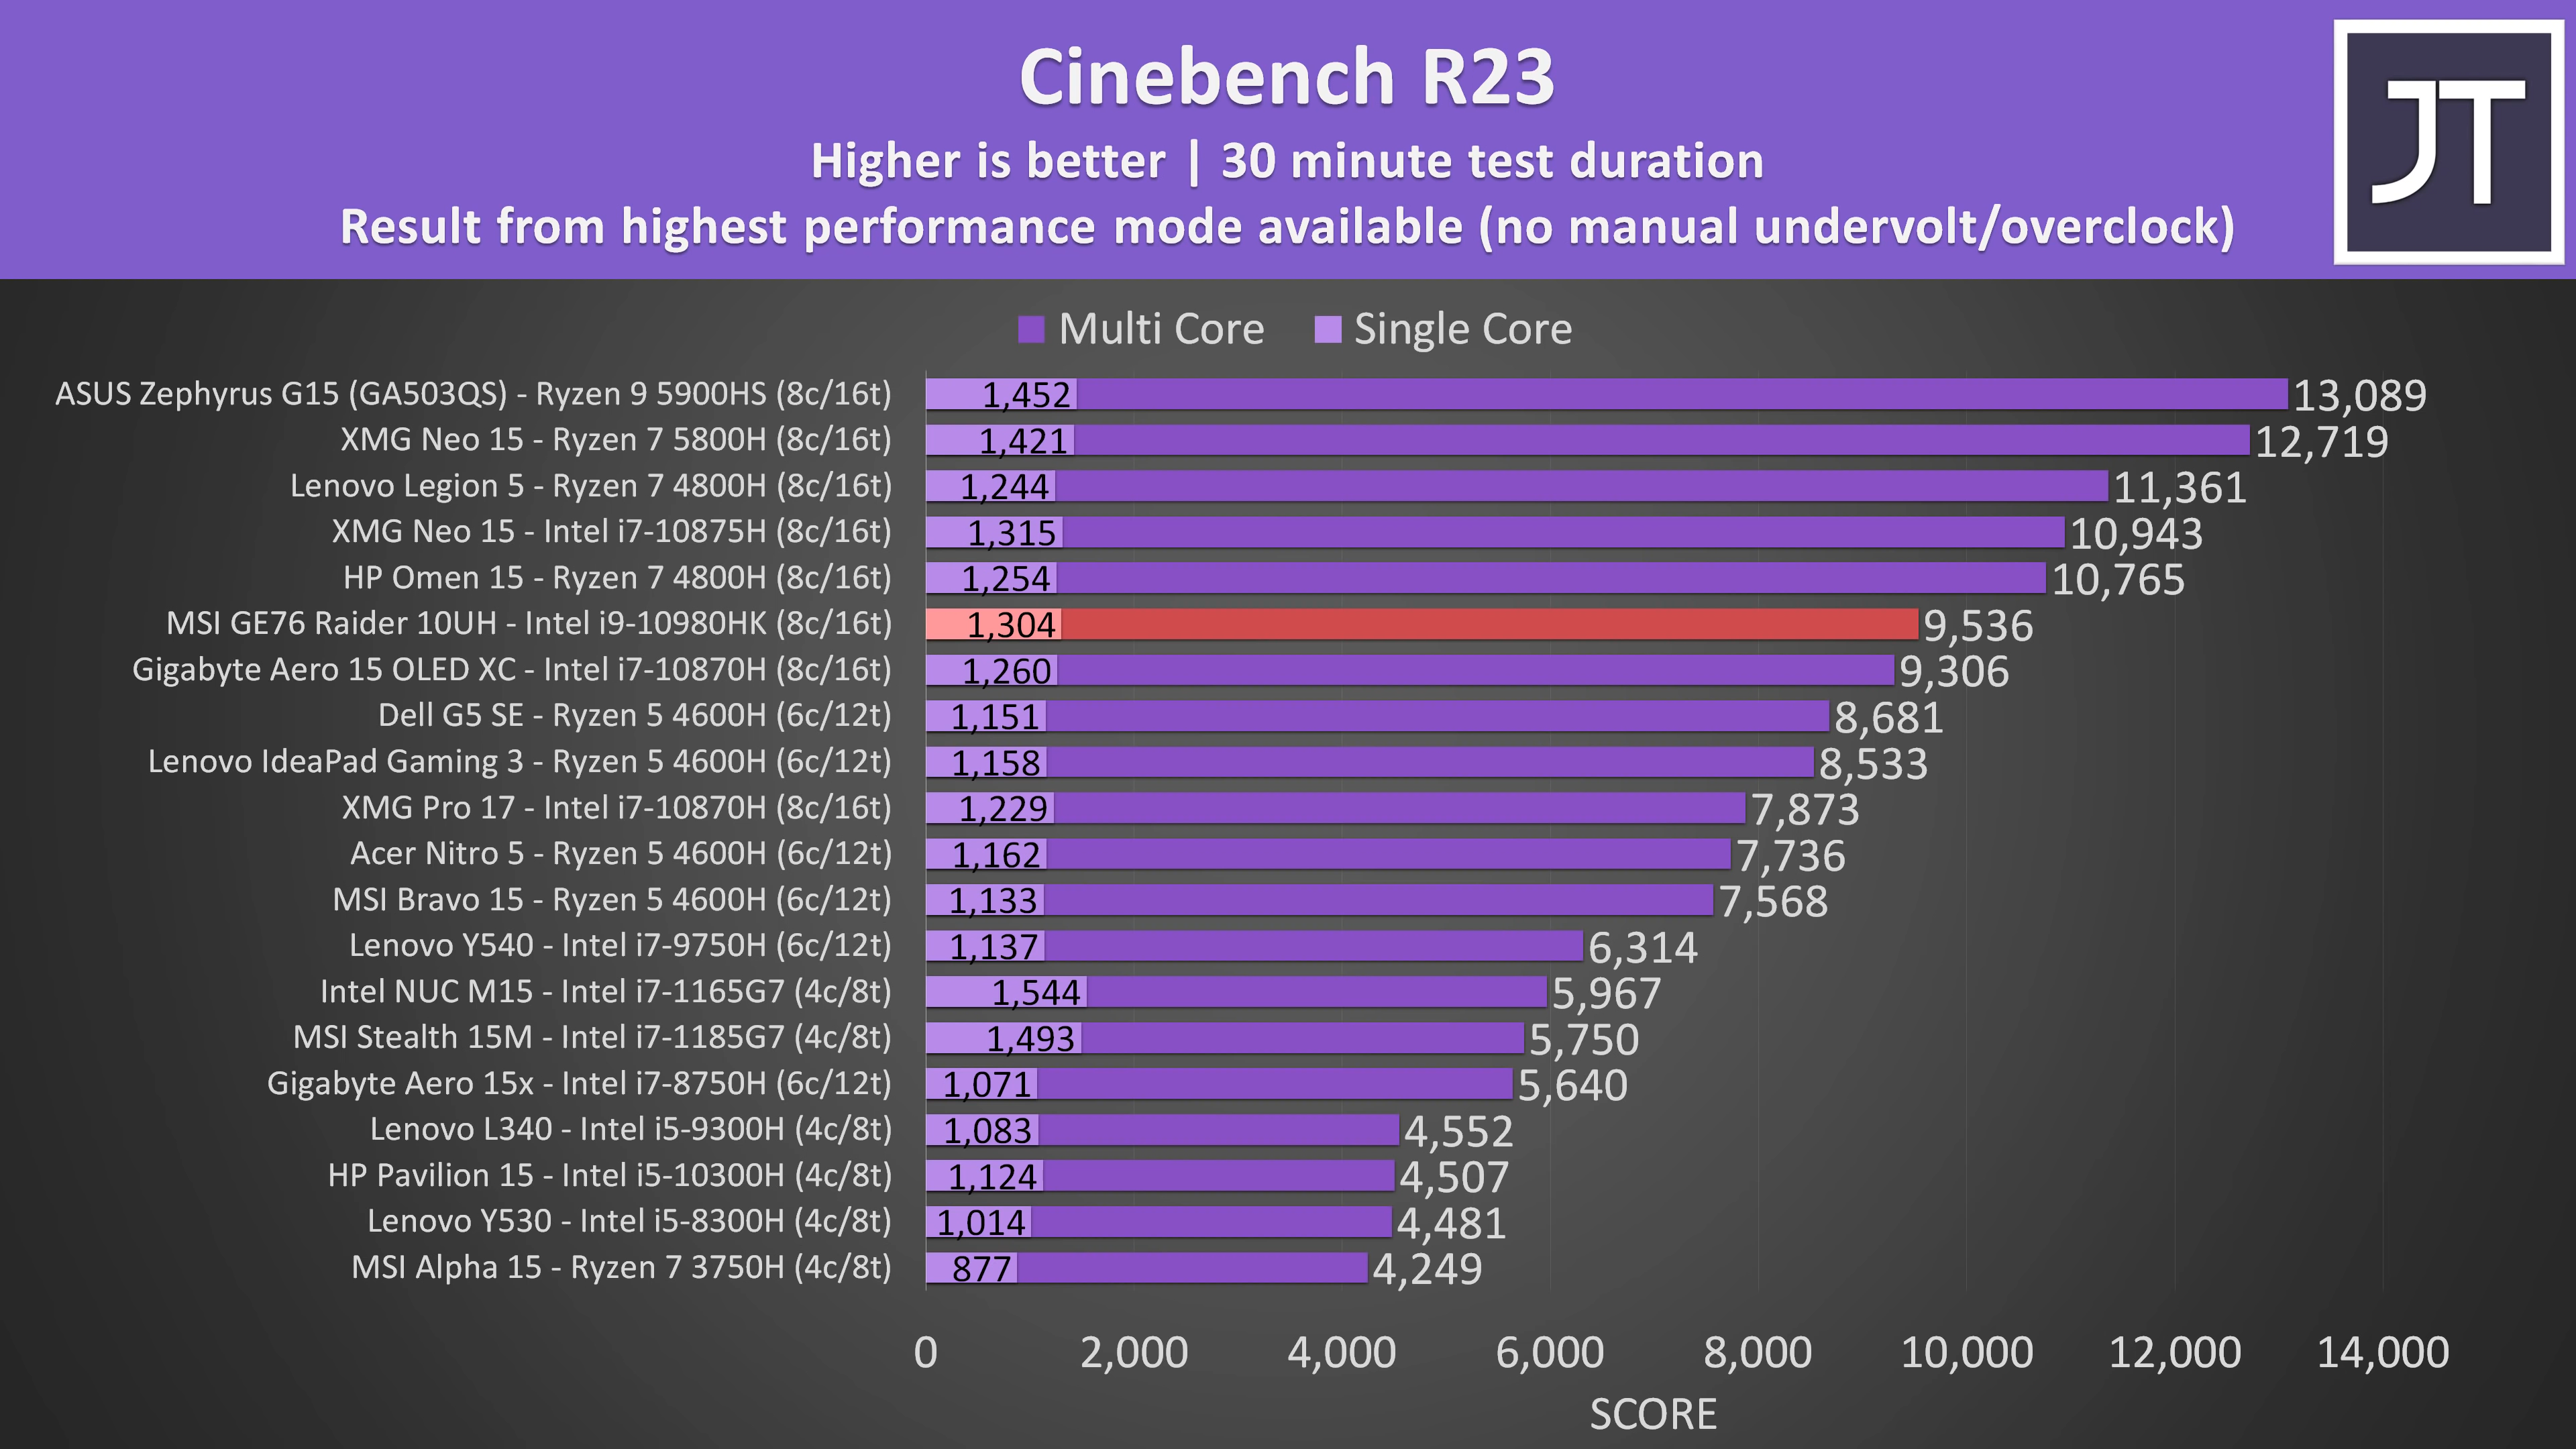 Cinebench R23
Higher is better | 30 minute test duration
Result from highest performance mode available (no manual undervolt/overclock)
JT
Multi Core Single Core
ASUS Zephyrus G15 (GA503QS) - Ryzen 9 5900HS (8c/16t) 1,452 13,089
XMG Neo 15 - Ryzen 7 5800H (8c/16t) 1,421 12,719
Lenovo Legion 5 - Ryzen 7 4800H (8c/16t) 1,244 11,361
XMG Neo 15 - Intel i7-10875H (8c/16t) 1,315 10,943
HP Omen 15 - Ryzen 7 4800H (8c/16t) 1,254 10,765
MSI GE76 Raider 10UH - Intel i9-10980HK (8c/16t) 1,304 9,536
Gigabyte Aero 15 OLED XC - Intel i7-10870H (8c/16t) 1,260 9,306
Dell G5 SE - Ryzen 5 4600H (6c/12t) 1,151 8,681
Lenovo IdeaPad Gaming 3 - Ryzen 5 4600H (6c/12t) 1,158 8,533
XMG Pro 17 - Intel i7-10870H (8c/16t) 1,229 7,873
Acer Nitro 5 - Ryzen 5 4600H (6c/12t) 1,162 7,736
MSI Bravo 15 - Ryzen 5 4600H (6c/12t) 1,133 7,568
Lenovo Y540 - Intel i7-9750H (6c/12t) 1,137 6,314
Intel NUC M15 - Intel i7-1165G7 (4c/8t) 1,544 5,967
MSI Stealth 15M - Intel i7-1185G7 (4c/8t) 1,493 5,750
Gigabyte Aero 15x - Intel i7-8750H (6c/12t) 1,071 5,640
Lenovo L340 - Intel i5-9300H (4c/8t) 1,083 4,552
HP Pavilion 15 - Intel i5-10300H (4c/8t) 1,124 4,507
Lenovo Y530 - Intel i5-8300H (4c/8t) 1,014 4,481
MSI Alpha 15 - Ryzen 7 3750H (4c/8t) 877 4,249
0 2,000 4,000 6,000 8,000 10,000 12,000 14,000
SCORE